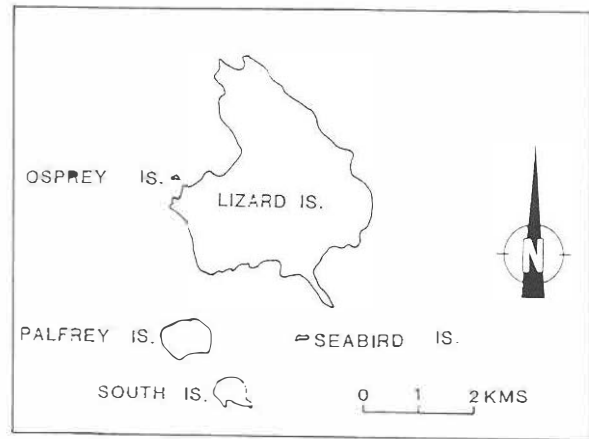 OSPREY IS.
LIZARD IS.
N
PALFREY IS.
SEABIRD IS.
SOUTH IS.
0 1 2 KMS